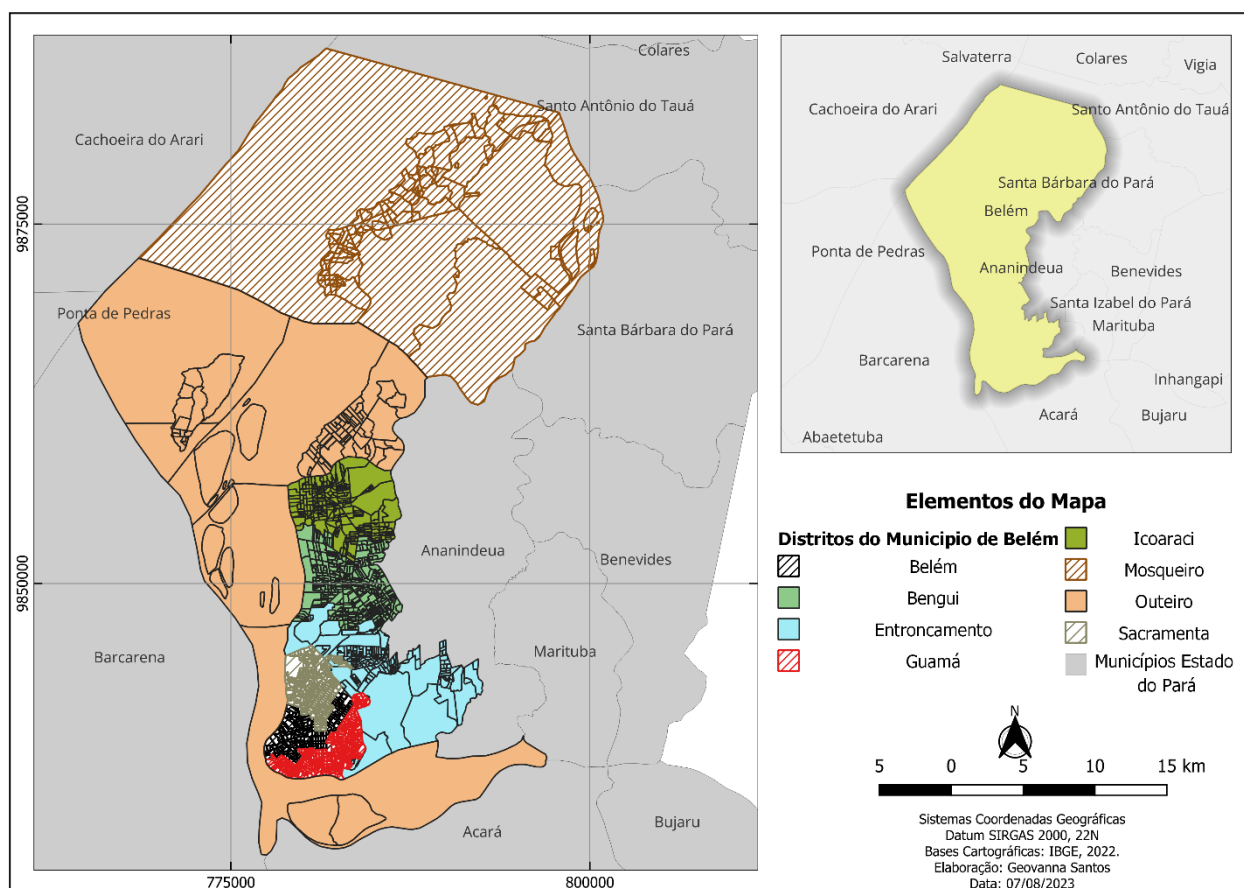 Colares
Santo Antônio do Tauá
Cachoeira do Arari
Ponta de Pedras
Santa Bárbara do Pará
Ananindeua
Benevides
Barcarena
Marituba
Acará
Bujaru
9875000
9850000
775000
800000
Salvaterra
Colares
Vigia
Cachoeira do Arari
Santo Antônio do Tauá
Santa Bárbara do Pará
Belém
Ponta de Pedras
Ananindeua
Benevides
Santa Izabel do Pará
Marituba
Barcarena
Inhangapi
Acará
Bujaru
Abaetetuba
Elementos do Mapa
Distritos do Municipio de Belém
Belém
Bengui
Entroncamento
Guamá
Icoaraci
Mosqueiro
Outeiro
Sacramenta
Municípios Estado
do Pará
N
5 0 5 10 15 km
Sistemas Coordenadas Geográficas
Datum SIRGAS 2000, 22N
Bases Cartográficas: IBGE, 2022.
Elaboração: Geovanna Santos
Data: 07/08/2023